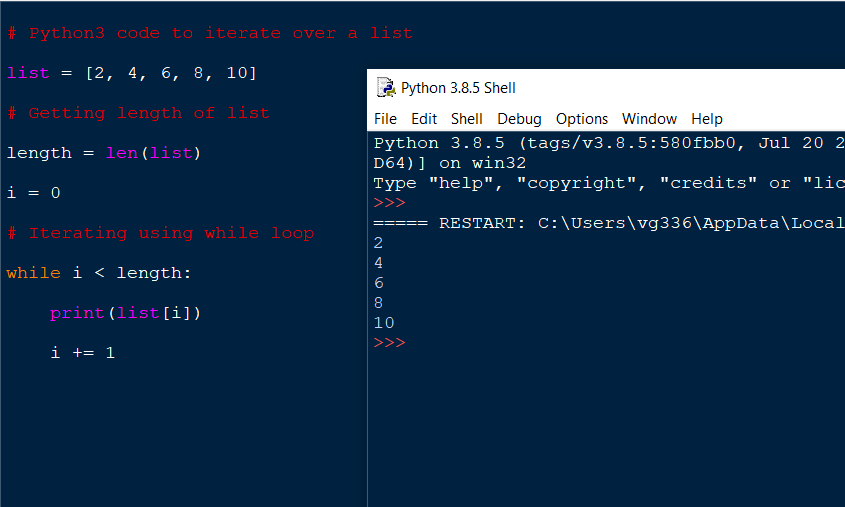 # Python3 code to iterate over a list
list = [2, 4, 6, 8, 10]
# Getting length of list
length = len(list)
i = 0
# Iterating using while loop
while i < length:
    print(list[i])
    i += 1
Python 3.8.5 Shell
File Edit Shell Debug Options Window Help
Python 3.8.5 (tags/v3.8.5:580fbb0, Jul 20 2
D64)] on win32
Type "help", "copyright", "credits" or "lic
>>>
===== RESTART: C:\Users\vg336\AppData\Local
2
4
6
8
10
>>>